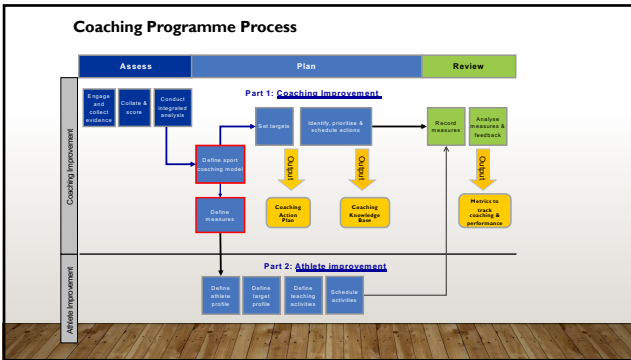 Coaching Programme Process
Assess
Plan
Review
Coaching Improvement
Part 1: Coaching Improvement
Engage
and
collect
evidence
Collate &
score
Conduct
integrated
analysis
Set targets
Identify, prioritise &
schedule actions
Record
measures
Analyse
measures &
feedback
Define sport
coaching model
Output
Output
Output
Define
measures
Coaching
Action
Plan
Coaching
Knowledge
Base
Metrics to
track
coaching &
performance
Athlete Improvement
Part 2: Athlete improvement
Define
athlete
profile
Define
target
profile
Define
teaching
activities
Schedule
activities